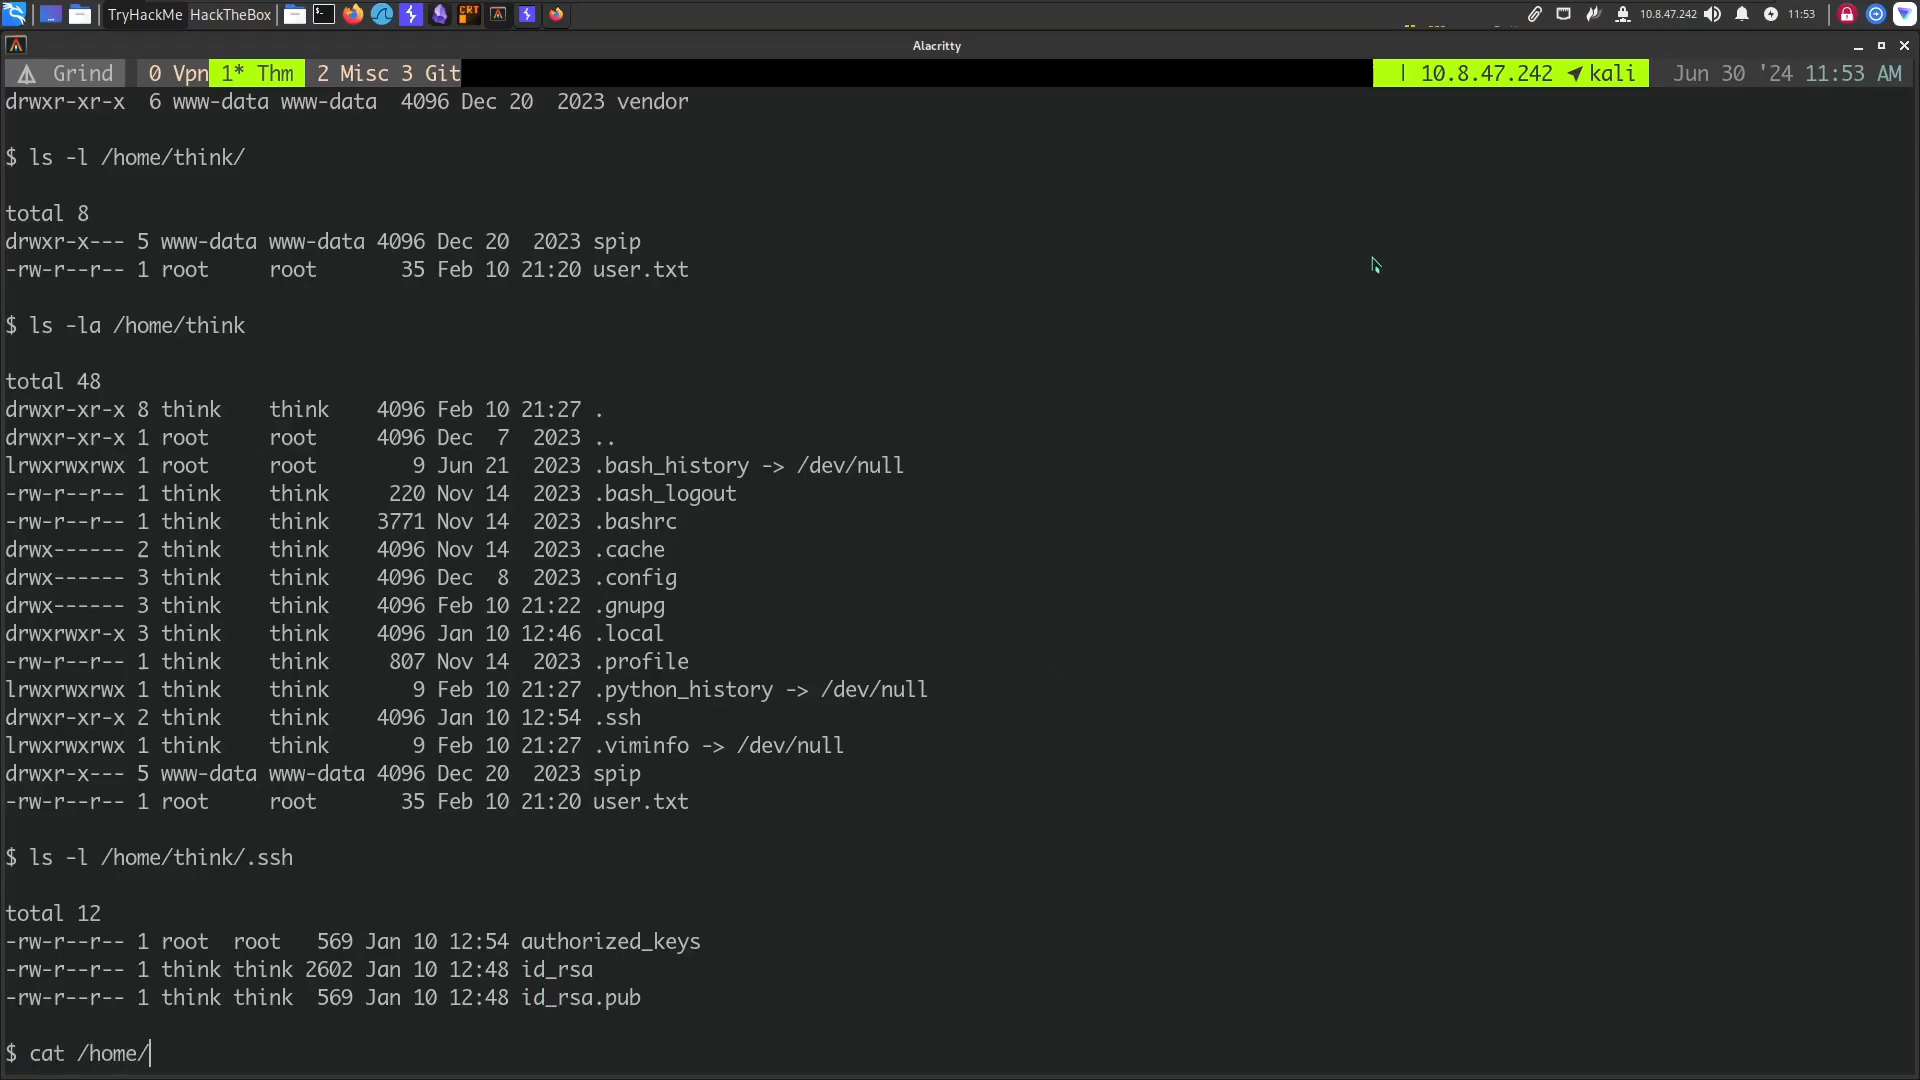 TryHackMe HackTheBox CRT 10.8.47.242 11:53
Alacritty
Grind 0 Vpn 1* Thm 2 Misc 3 Git | 10.8.47.242 kali Jun 30 '24 11:53 AM
drwxr-xr-x  6 www-data www-data  4096 Dec 20  2023 vendor
$ ls -l /home/think/
total 8
drwxr-x--- 5 www-data www-data 4096 Dec 20  2023 spip
-rw-r--r-- 1 root     root       35 Feb 10 21:20 user.txt
$ ls -la /home/think
total 48
drwxr-xr-x 8 think    think    4096 Feb 10 21:27 .
drwxr-xr-x 1 root     root     4096 Dec  7  2023 ..
lrwxrwxrwx 1 root     root        9 Jun 21  2023 .bash_history -> /dev/null
-rw-r--r-- 1 think    think     220 Nov 14  2023 .bash_logout
-rw-r--r-- 1 think    think    3771 Nov 14  2023 .bashrc
drwx------ 2 think    think    4096 Nov 14  2023 .cache
drwx------ 3 think    think    4096 Dec  8  2023 .config
drwx------ 3 think    think    4096 Feb 10 21:22 .gnupg
drwxrwxr-x 3 think    think    4096 Jan 10 12:46 .local
-rw-r--r-- 1 think    think     807 Nov 14  2023 .profile
lrwxrwxrwx 1 think    think       9 Feb 10 21:27 .python_history -> /dev/null
drwxr-xr-x 2 think    think    4096 Jan 10 12:54 .ssh
lrwxrwxrwx 1 think    think       9 Feb 10 21:27 .viminfo -> /dev/null
drwxr-x--- 5 www-data www-data 4096 Dec 20  2023 spip
-rw-r--r-- 1 root     root       35 Feb 10 21:20 user.txt
$ ls -l /home/think/.ssh
total 12
-rw-r--r-- 1 root  root   569 Jan 10 12:54 authorized_keys
-rw-r--r-- 1 think think 2602 Jan 10 12:48 id_rsa
-rw-r--r-- 1 think think  569 Jan 10 12:48 id_rsa.pub
$ cat /home/